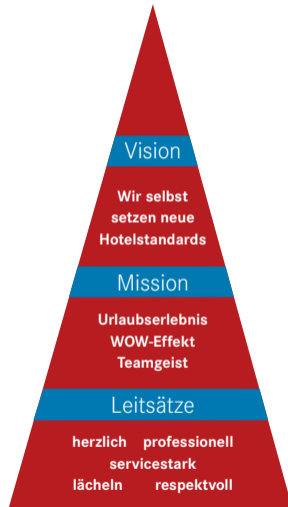 Vision
Wir selbst
setzen neue
Hotelstandards
Mission
Urlaubserlebnis
WOW-Effekt
Teamgeist
Leitsätze
herzlich professionell
servicestark
lächeln respektvoll